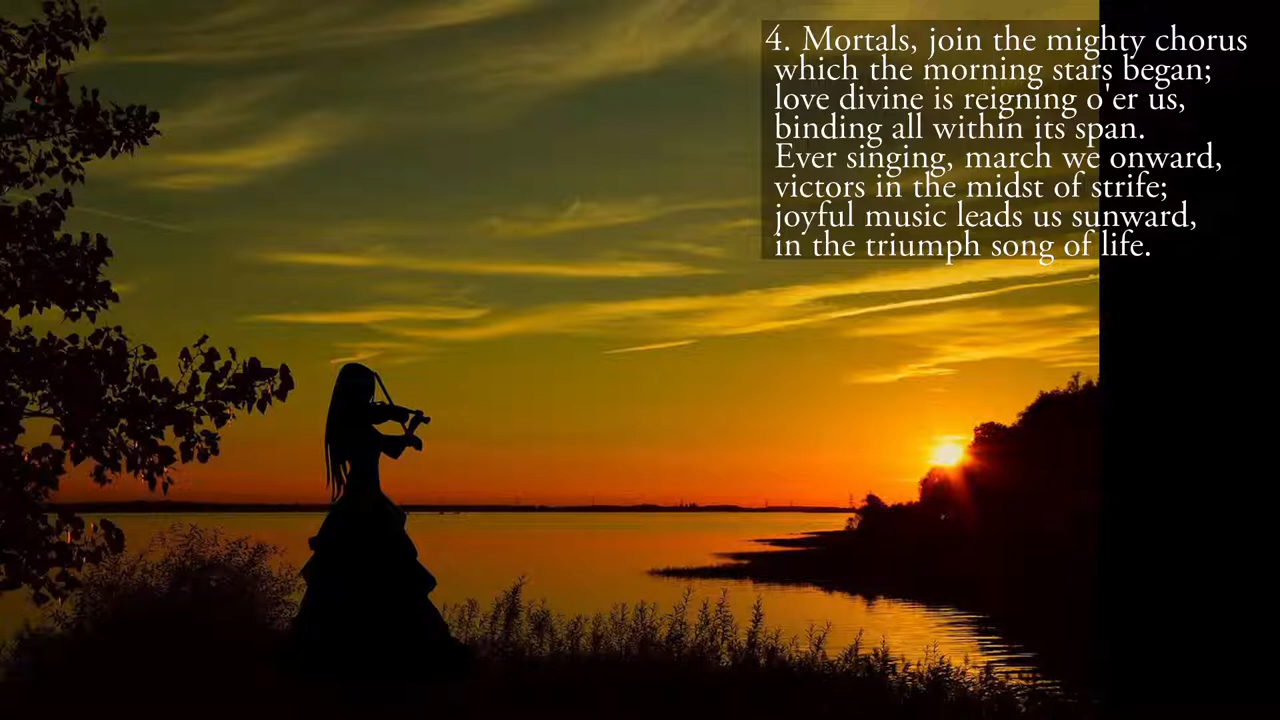 4. Mortals, join the mighty chorus
which the morning stars began;
love divine is reigning o'er us,
binding all within its span.
Ever singing, march we onward,
victors in the midst of strife;
joyful music leads us sunward,
in the triumph song of life.